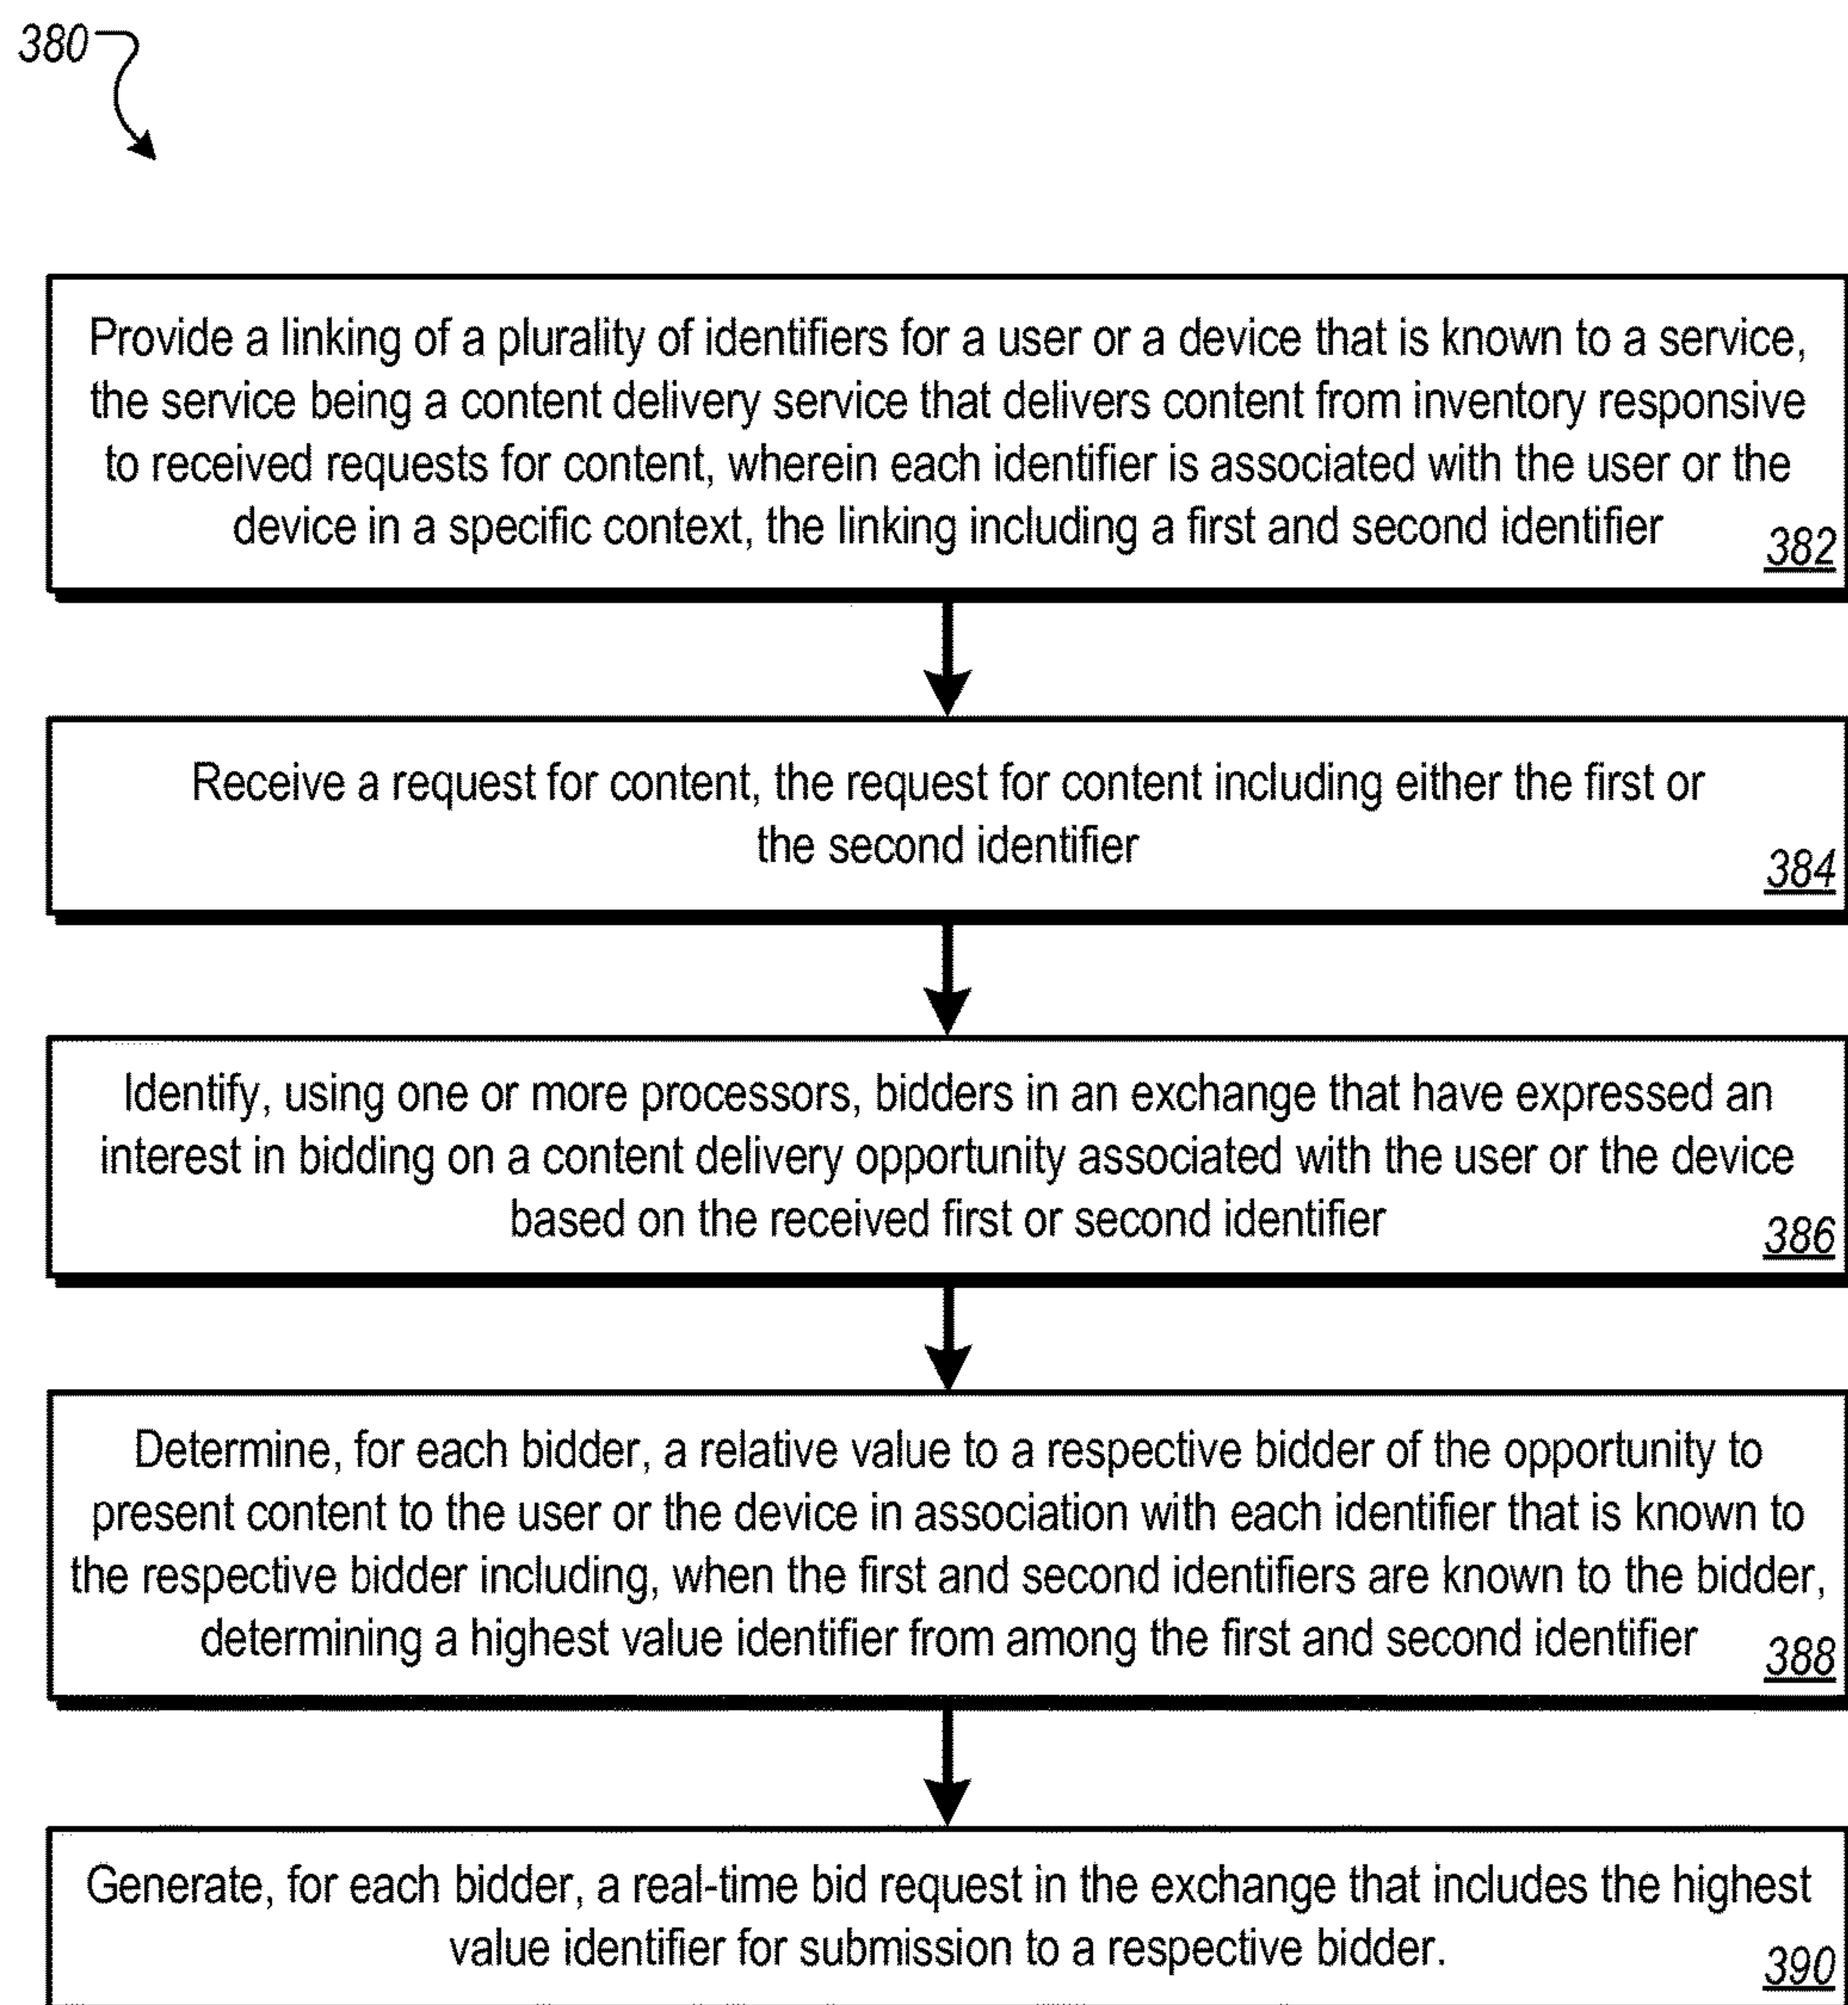 380
Provide a linking of a plurality of identifiers for a user or a device that is known to a service,
the service being a content delivery service that delivers content from inventory responsive
to received requests for content, wherein each identifier is associated with the user or the
device in a specific context, the linking including a first and second identifier
382
Receive a request for content, the request for content including either the first or
the second identifier
384
Identify, using one or more processors, bidders in an exchange that have expressed an
interest in bidding on a content delivery opportunity associated with the user or the device
based on the received first or second identifier
386
Determine, for each bidder, a relative value to a respective bidder of the opportunity to
present content to the user or the device in association with each identifier that is known to
the respective bidder including, when the first and second identifiers are known to the bidder,
determining a highest value identifier from among the first and second identifier
388
Generate, for each bidder, a real-time bid request in the exchange that includes the highest
value identifier for submission to a respective bidder.
390